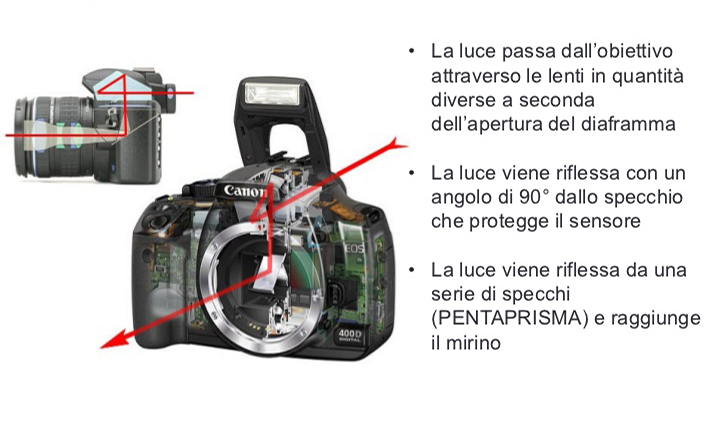 • La luce passa dall’obiettivo
attraverso le lenti in quantità
diverse a seconda
dell’apertura del diaframma
• La luce viene riflessa con un
angolo di 90° dallo specchio
che protegge il sensore
• La luce viene riflessa da una
serie di specchi
(PENTAPRISMA) e raggiunge
il mirino
Canon
EOS
400D
DIGITAL